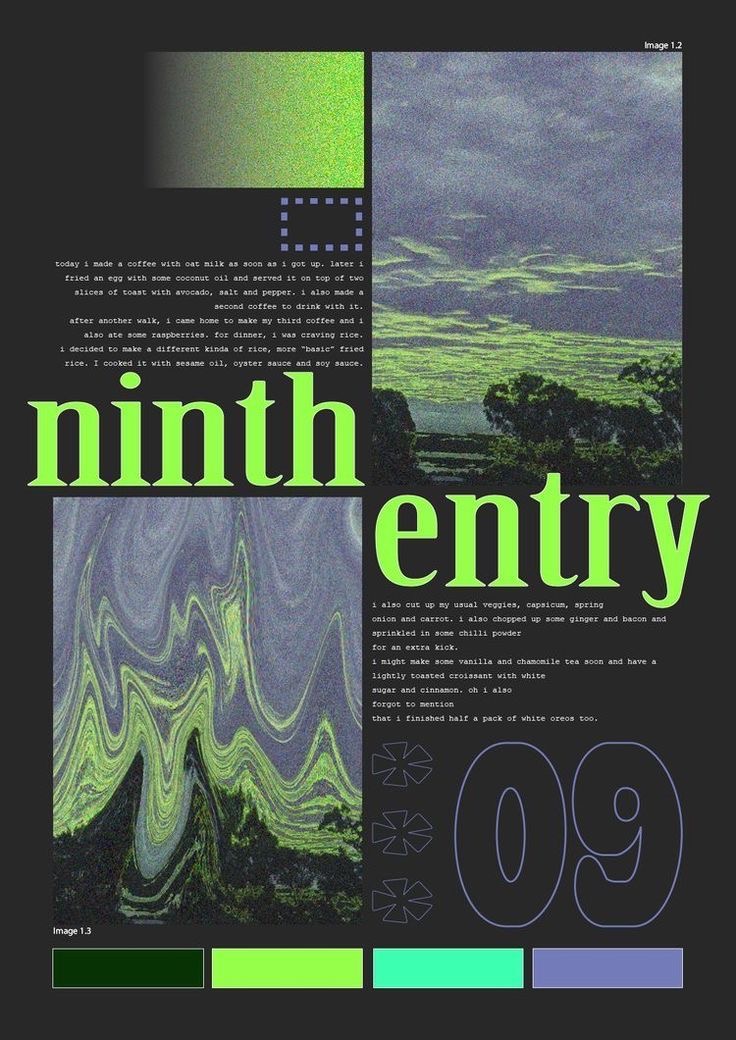 Image 1.2
today i made a coffee with oat milk as soon as i got up. later i
fried an egg with some coconut oil and served it on top of two
slices of toast with avocado, salt and pepper. i also made a
second coffee to drink with it.
after another walk, i came home to make my third coffee and i
also ate some raspberries. for dinner, i was craving rice.
i decided to make a different kinda of rice, more “basic” fried
rice. I cooked it with sesame oil, oyster sauce and soy sauce.
ninth
entry
i also cut up my usual veggies, capsicum, spring
onion and carrot. i also chopped up some ginger and bacon and
sprinkled in some chilli powder
for an extra kick.
i might make some vanilla and chamomile tea soon and have a
lightly toasted croissant with white
sugar and cinnamon. oh i also
forgot to mention
that i finished half a pack of white oreos too.
09
Image 1.3